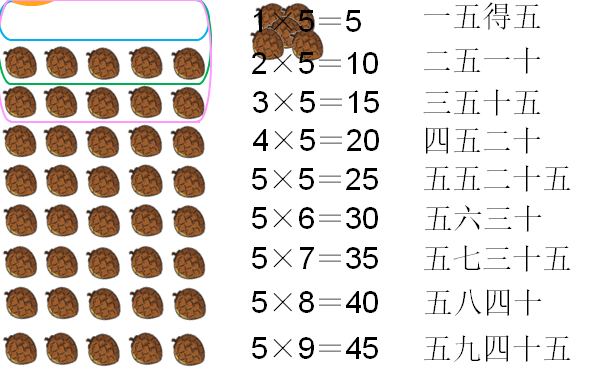 1×5=5 一五得五
2×5=10 二五一十
3×5=15 三五十五
4×5=20 四五二十
5×5=25 五五二十五
5×6=30 五六三十
5×7=35 五七三十五
5×8=40 五八四十
5×9=45 五九四十五